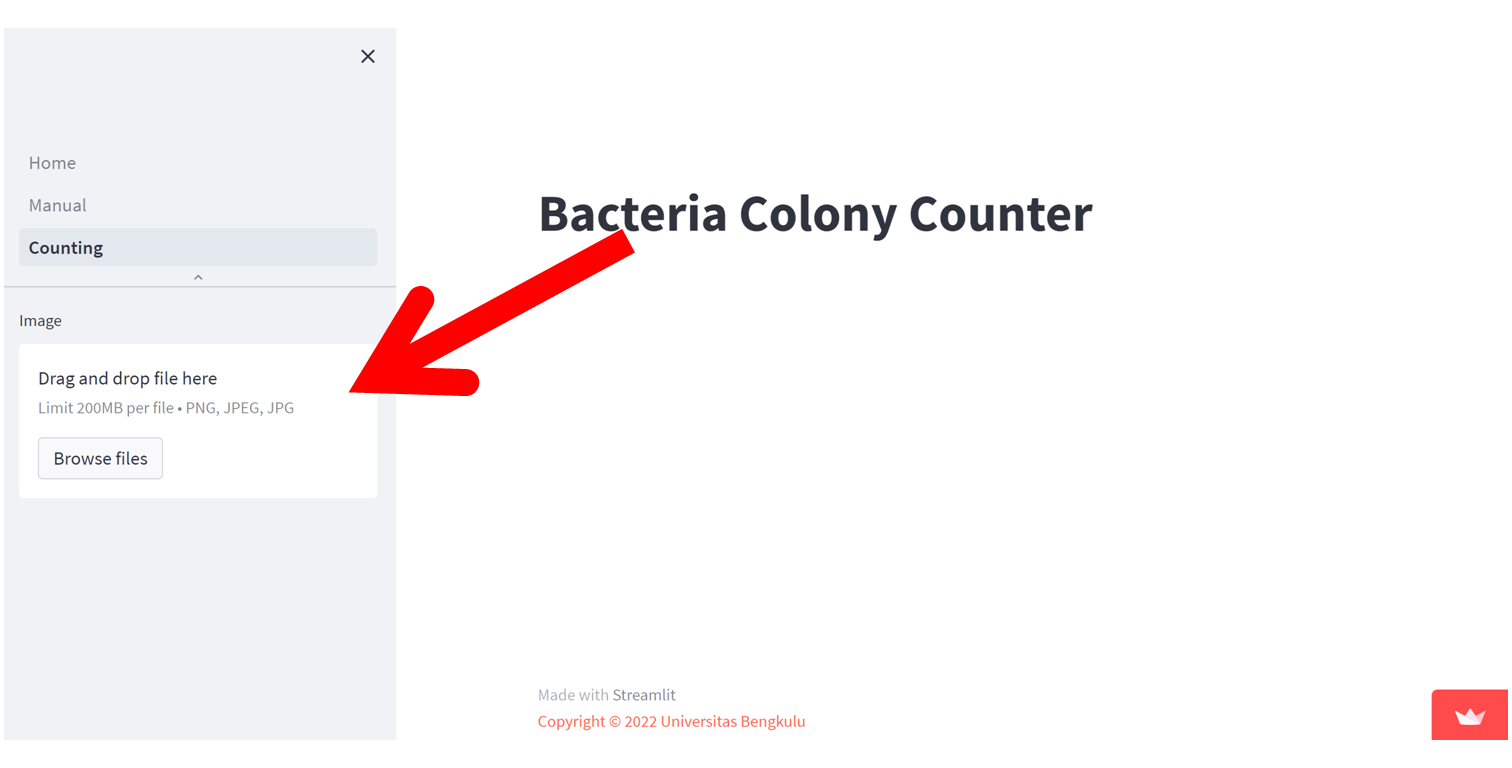 Home
Manual
Counting
Image
Drag and drop file here
Limit 200MB per file • PNG, JPEG, JPG
Browse files
Bacteria Colony Counter
Made with Streamlit
Copyright © 2022 Universitas Bengkulu